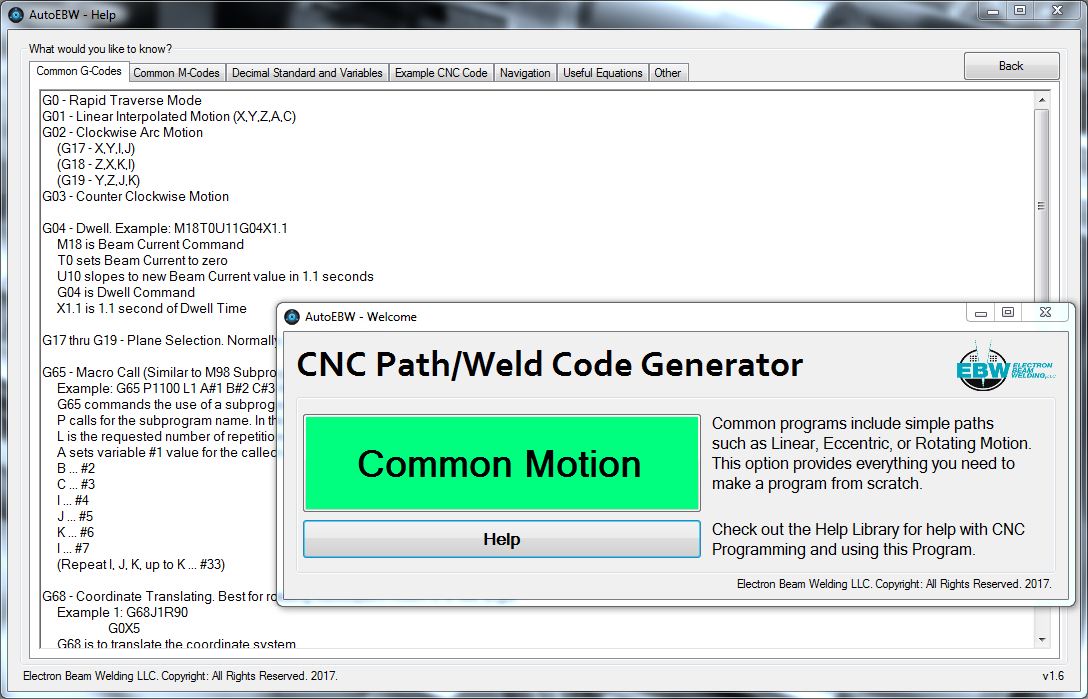 AutoEBW - Help
What would you like to know?
Common G-Codes Common M-Codes Decimal Standard and Variables Example CNC Code Navigation Useful Equations Other
Back
G0 - Rapid Traverse Mode
G01 - Linear Interpolated Motion (X,Y,Z,A,C)
G02 - Clockwise Arc Motion
(G17 - X,Y,I,J)
(G18 - Z,X,K,I)
(G19 - Y,Z,J,K)
G03 - Counter Clockwise Motion
G04 - Dwell. Example: M18T0U11G04X1.1
M18 is Beam Current Command
T0 sets Beam Current to zero
U10 slopes to new Beam Current value in 1.1 seconds
G04 is Dwell Command
X1.1 is 1.1 second of Dwell Time
G17 thru G19 - Plane Selection. Normally
G65 - Macro Call (Similar to M98 Subpro
Example: G65 P1100 L1 A#1 B#2 C#3
G65 commands the use of a subprog
P calls for the subprogram name. In th
L is the requested number of repetitio
A sets variable #1 value for the called
B ... #2
C ... #3
I ... #4
J ... #5
K ... #6
I ... #7
(Repeat I, J, K, up to K ... #33)
G68 - Coordinate Translating. Best for ro
Example 1: G68J1R90
G0X5
G68 is to translate the coordinate system
Electron Beam Welding LLC. Copyright: All Rights Reserved. 2017.
v1.6
AutoEBW - Welcome
CNC Path/Weld Code Generator
EBW ELECTRON
BEAM
WELDING,LLC
Common Motion
Common programs include simple paths
such as Linear, Eccentric, or Rotating Motion.
This option provides everything you need to
make a program from scratch.
Help
Check out the Help Library for help with CNC
Programming and using this Program.
Electron Beam Welding LLC. Copyright: All Rights Reserved. 2017.